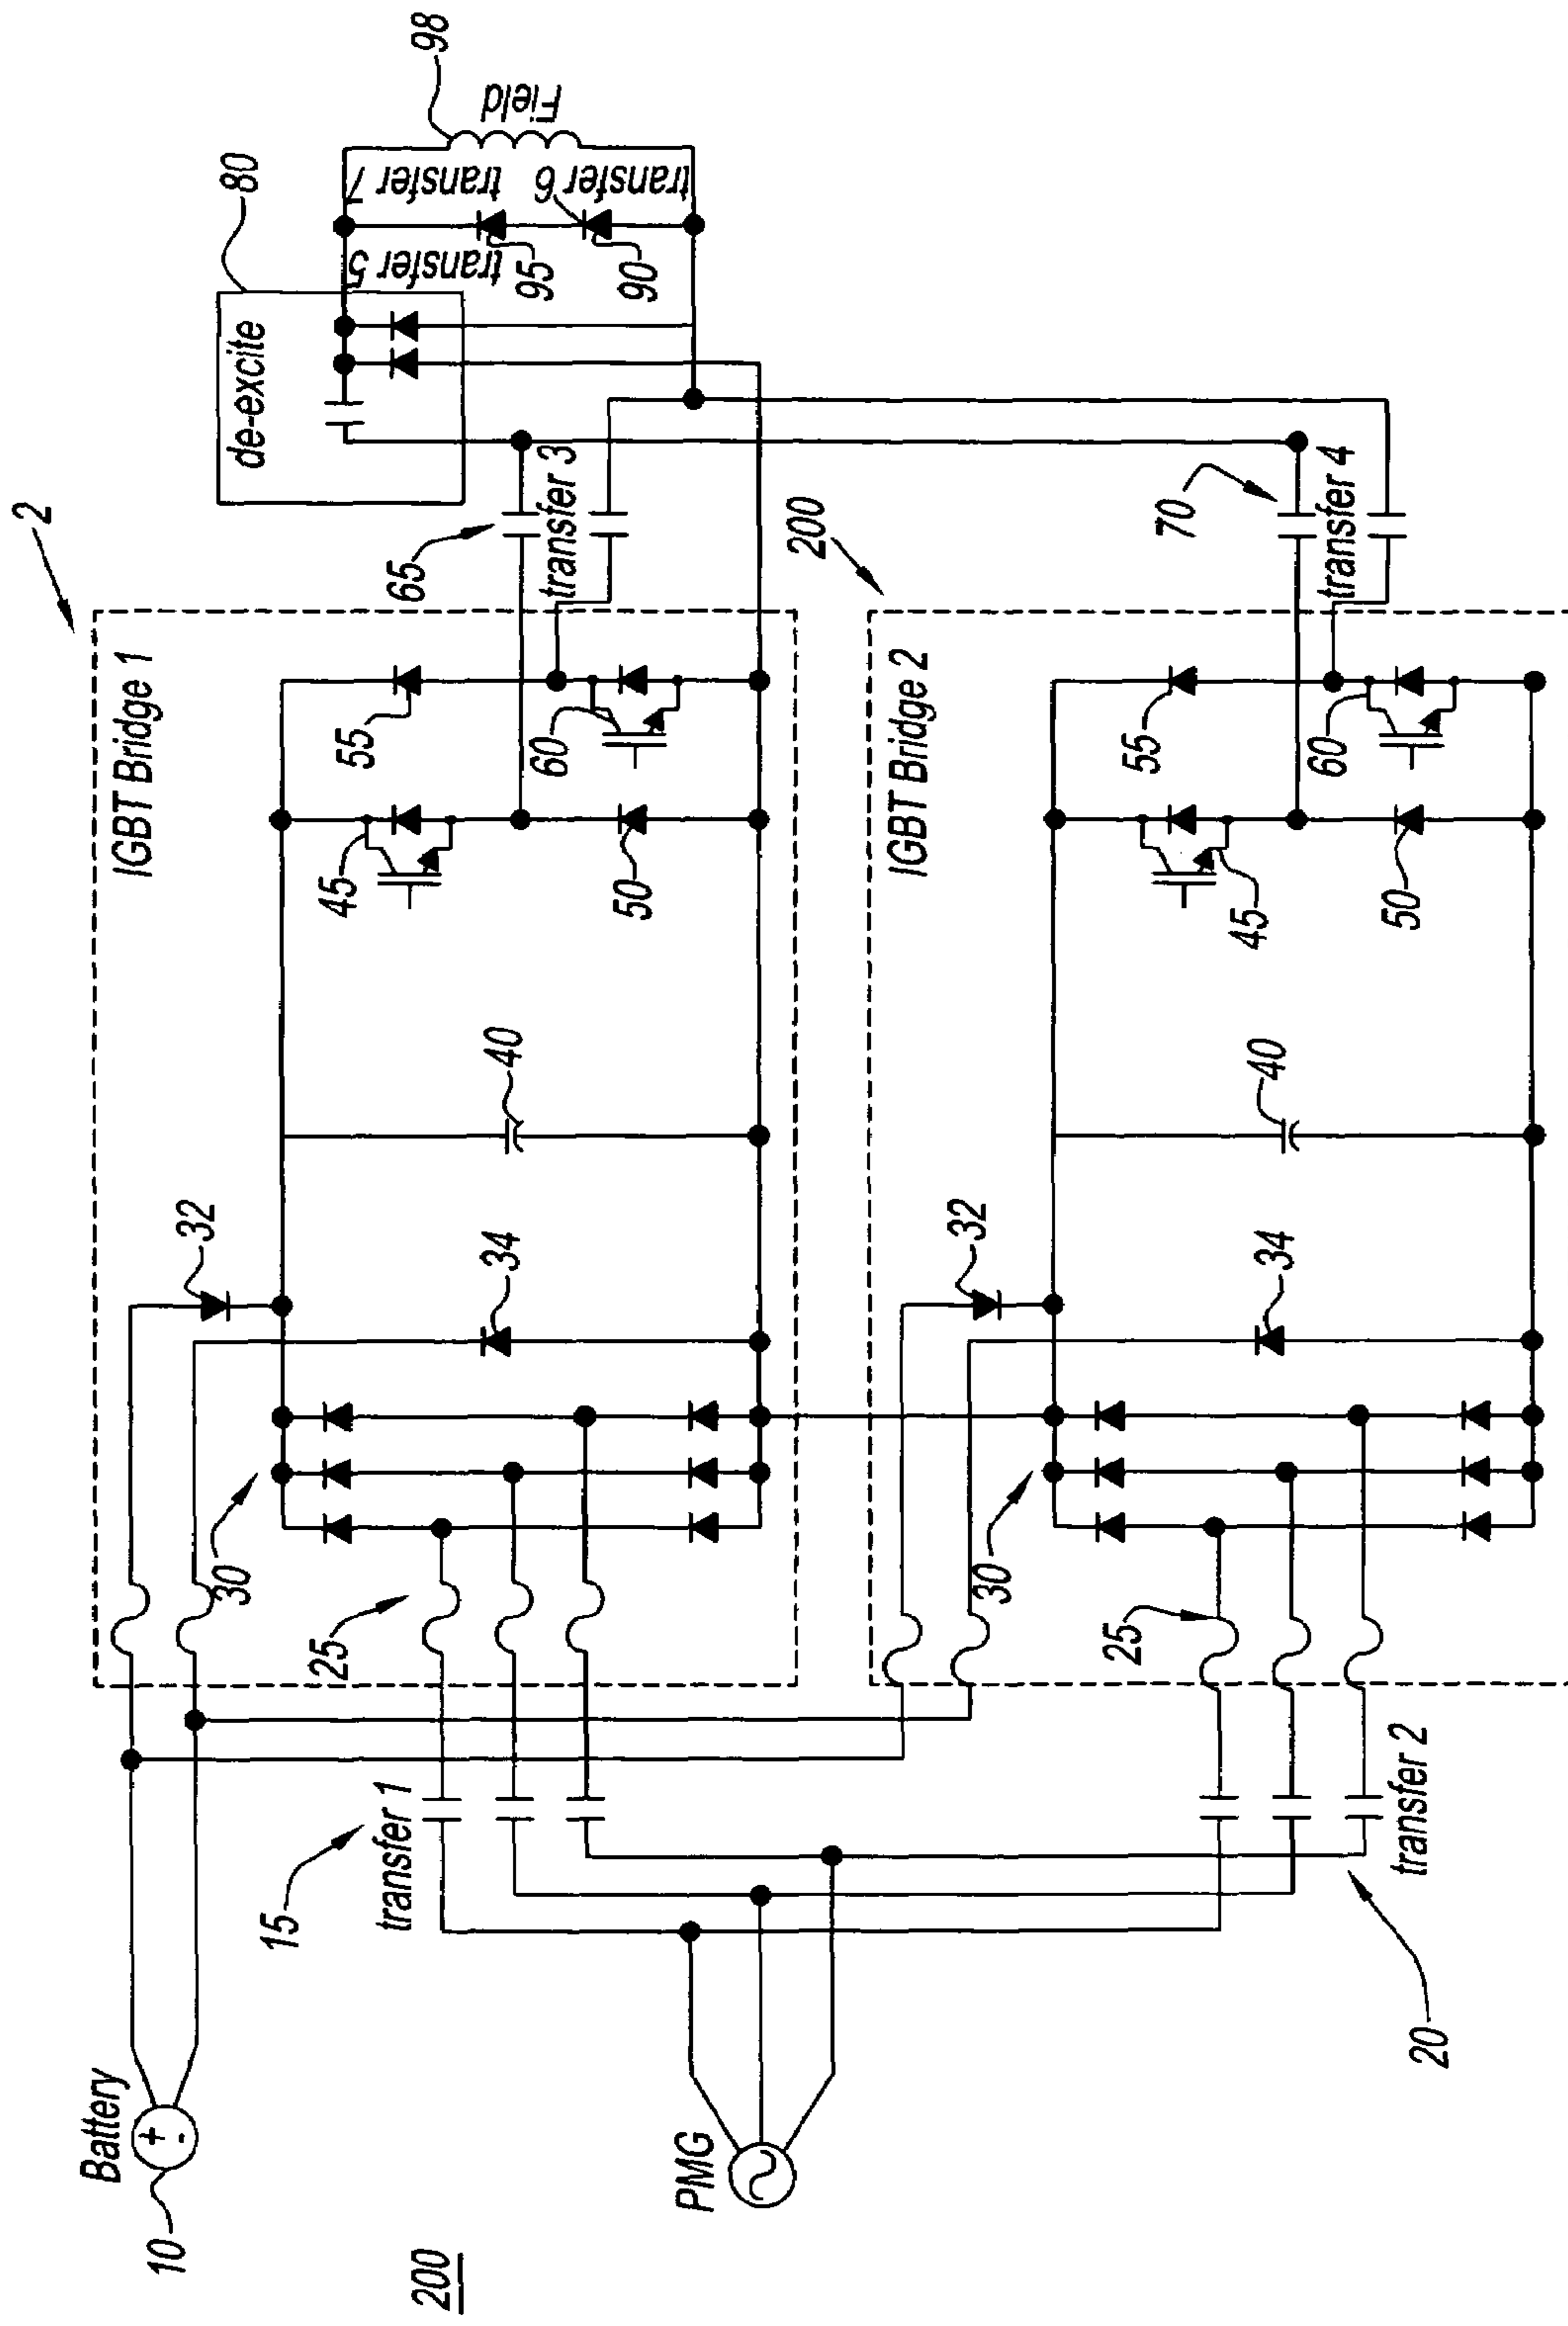 200
10
Battery
PMG
15
transfer 1
20
transfer 2
2
IGBT Bridge 1
25
30
32
34
40
45
50
55
60
200
IGBT Bridge 2
25
30
32
34
40
45
50
55
60
65
transfer 3
70
transfer 4
80
de-excite
transfer 5
95
90
transfer 7
transfer 6
Field
98
+
-